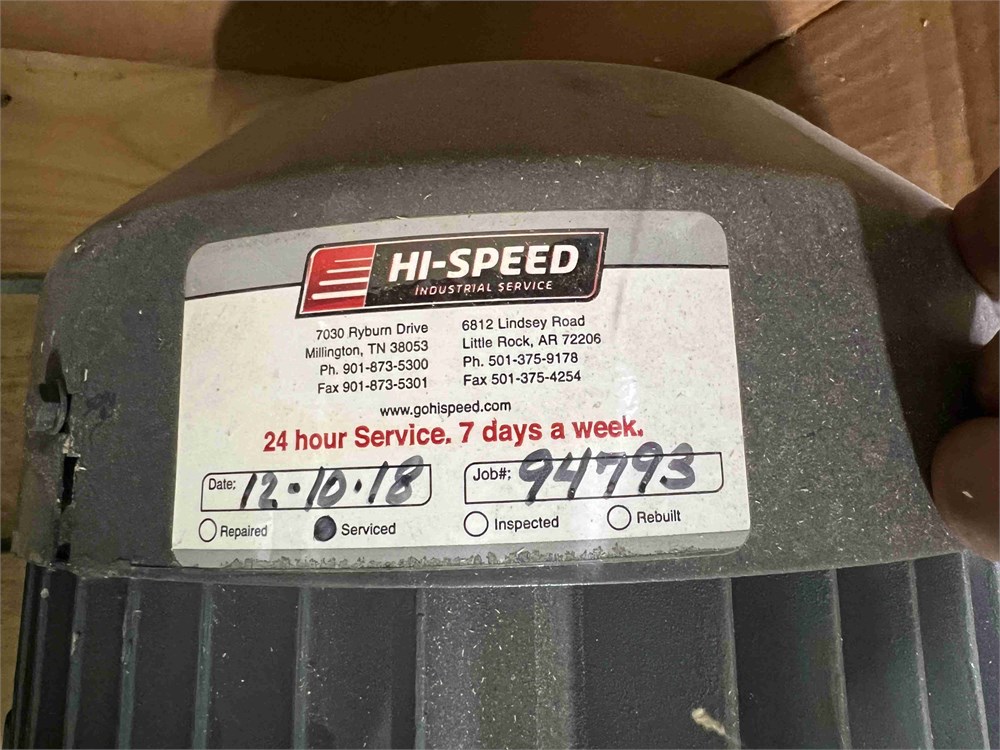 HI-SPEED
INDUSTRIAL SERVICE
7030 Ryburn Drive
Millington, TN 38053
Ph. 901-873-5300
Fax 901-873-5301
6812 Lindsey Road
Little Rock, AR 72206
Ph. 501-375-9178
Fax 501-375-4254
www.gohispeed.com
24 hour Service. 7 days a week.
Date: 12·10·18
Job#: 94793
Repaired Serviced Inspected Rebuilt